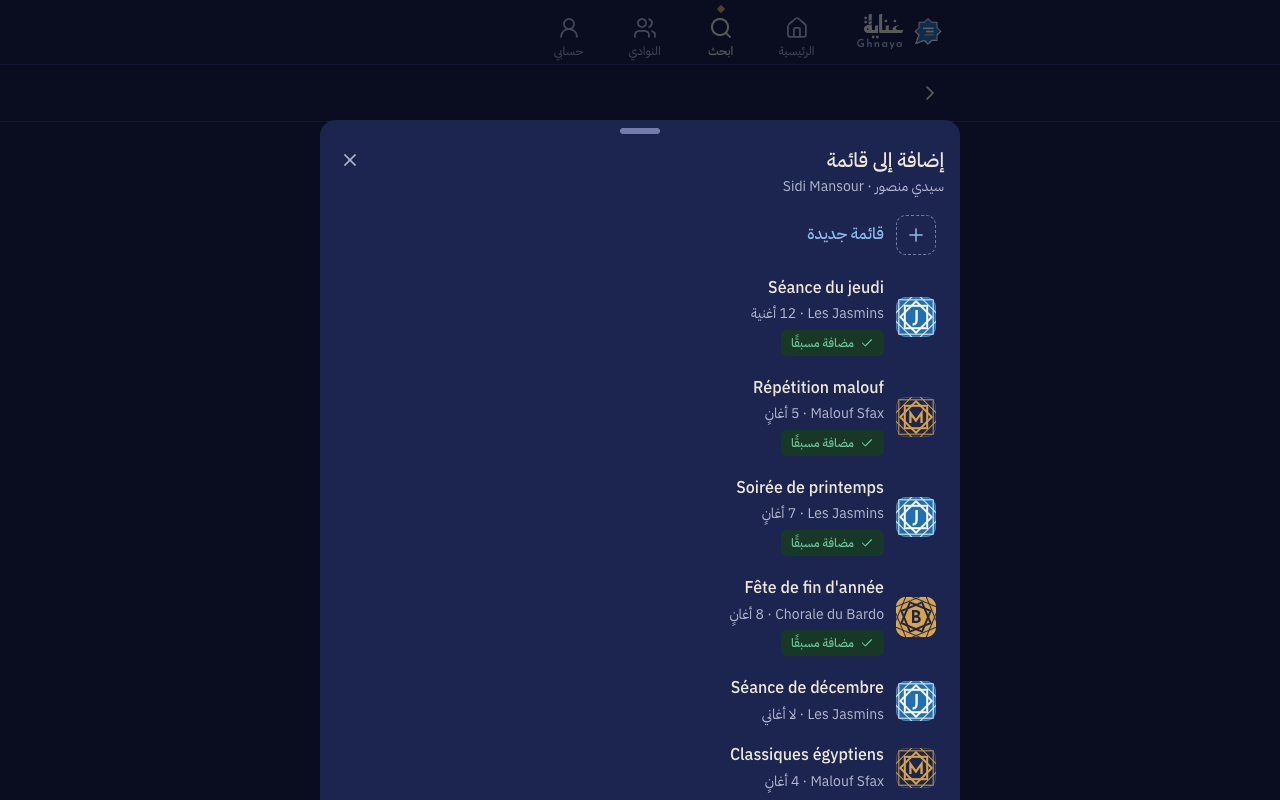 غناية
Ghnaya
الرئيسية
ابحث
النوادي
حسابي
إضافة إلى قائمة
سيدي منصور · Sidi Mansour
قائمة جديدة
Séance du jeudi
Les Jasmins · 12 أغنية
مضافة مسبقًا
Répétition malouf
Malouf Sfax · 5 أغانٍ
مضافة مسبقًا
Soirée de printemps
Les Jasmins · 7 أغانٍ
مضافة مسبقًا
Fête de fin d'année
Chorale du Bardo · 8 أغانٍ
مضافة مسبقًا
Séance de décembre
Les Jasmins · لا أغاني
Classiques égyptiens
Malouf Sfax · 4 أغانٍ
J
M
J
B
J
M